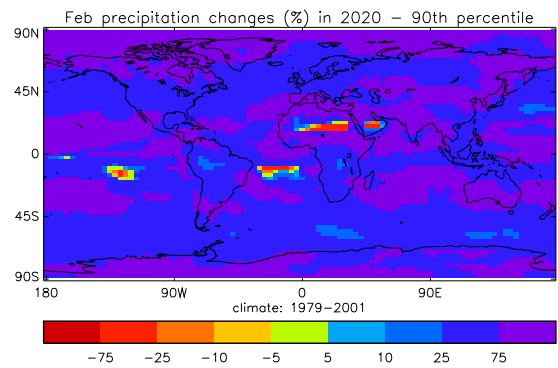 Feb precipitation changes (%) in 2020 − 90th percentile
90N
45N
0
45S
90S
180 90W 0 90E
climate: 1979−2001
−75 −25 −10 −5 5 10 25 75